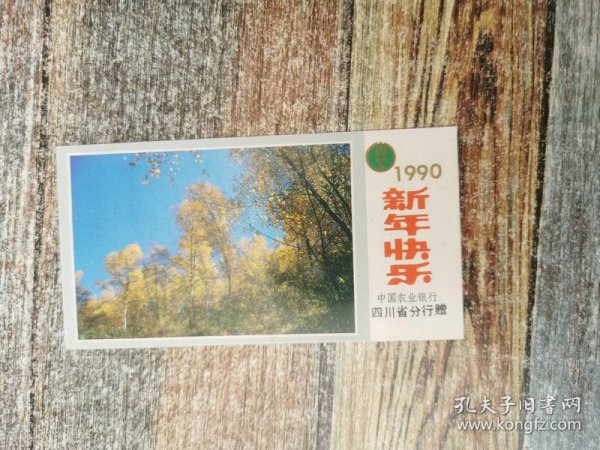 1990
新年快乐
中国农业银行
四川省分行赠
孔夫子旧书网
www.kongfz.com